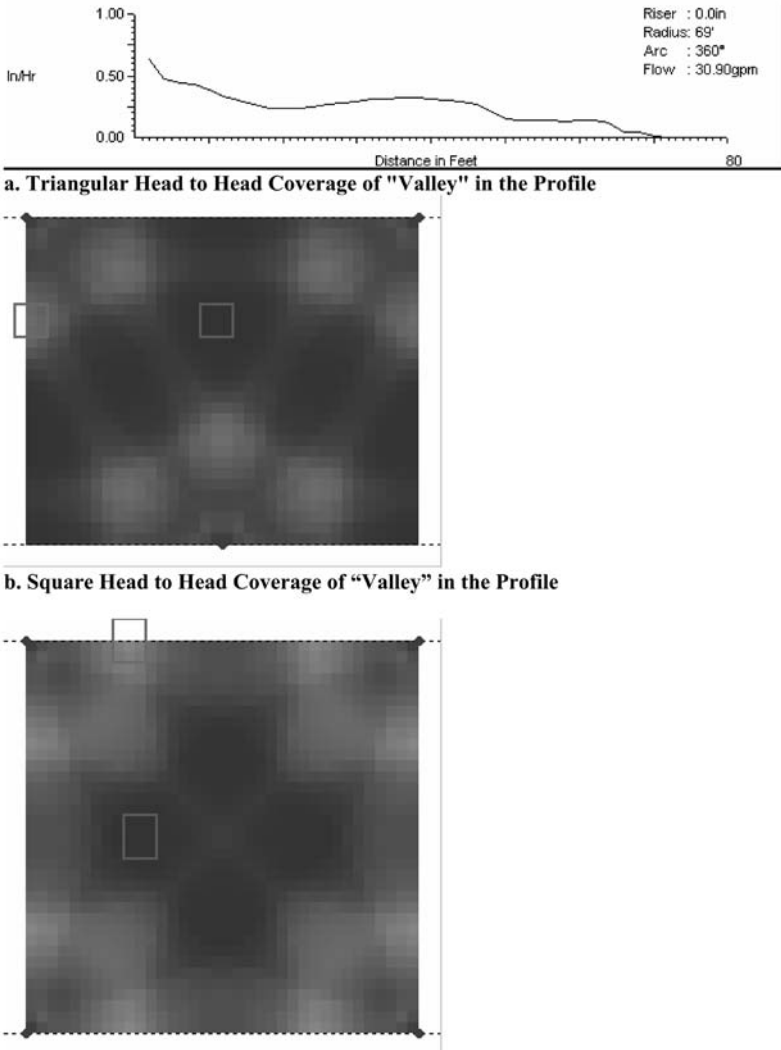 1.00
0.50
0.00
In/Hr
Distance in Feet
80
Riser : 0.0in
Radius: 69'
Arc : 360°
Flow : 30.90gpm
a. Triangular Head to Head Coverage of "Valley" in the Profile
b. Square Head to Head Coverage of “Valley” in the Profile